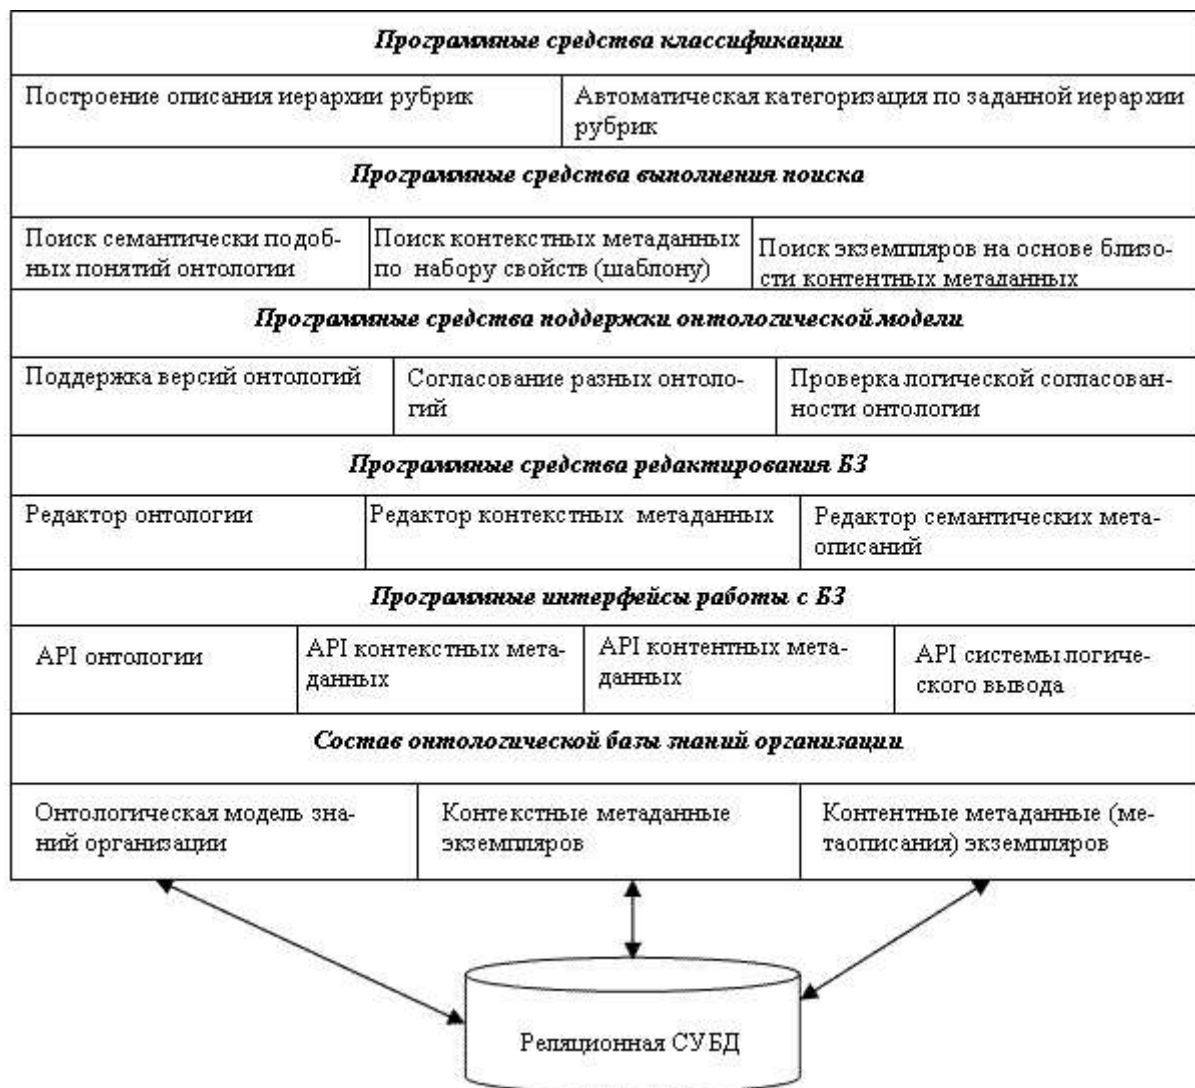 Программные средства классификации
Построение описания иерархии рубрик
Автоматическая категоризация по заданной иерархии
рубрик
Программные средства выполнения поиска
Поиск семантически подоб-
ных понятий онтологии
Поиск контекстных метаданных
по набору свойств (шаблону)
Поиск экземпляров на основе близо-
сти контентных метаданных
Программные средства поддержки онтологической модели
Поддержка версий онтологий
Согласование разных онтоло-
гий
Проверка логической согласован-
ности онтологии
Программные средства редактирования БЗ
Редактор онтологии
Редактор контекстных метаданных
Редактор семантических мета-
описаний
Программные интерфейсы работы с БЗ
API онтологии
API контекстных мета-
данных
API контентных мета-
данных
API системы логиче-
ского вывода
Состав онтологической базы знаний организации
Онтологическая модель зна-
ний организации
Контекстные метаданные
экземпляров
Контентные метаданные (ме-
таописания) экземпляров
Реляционная СУБД